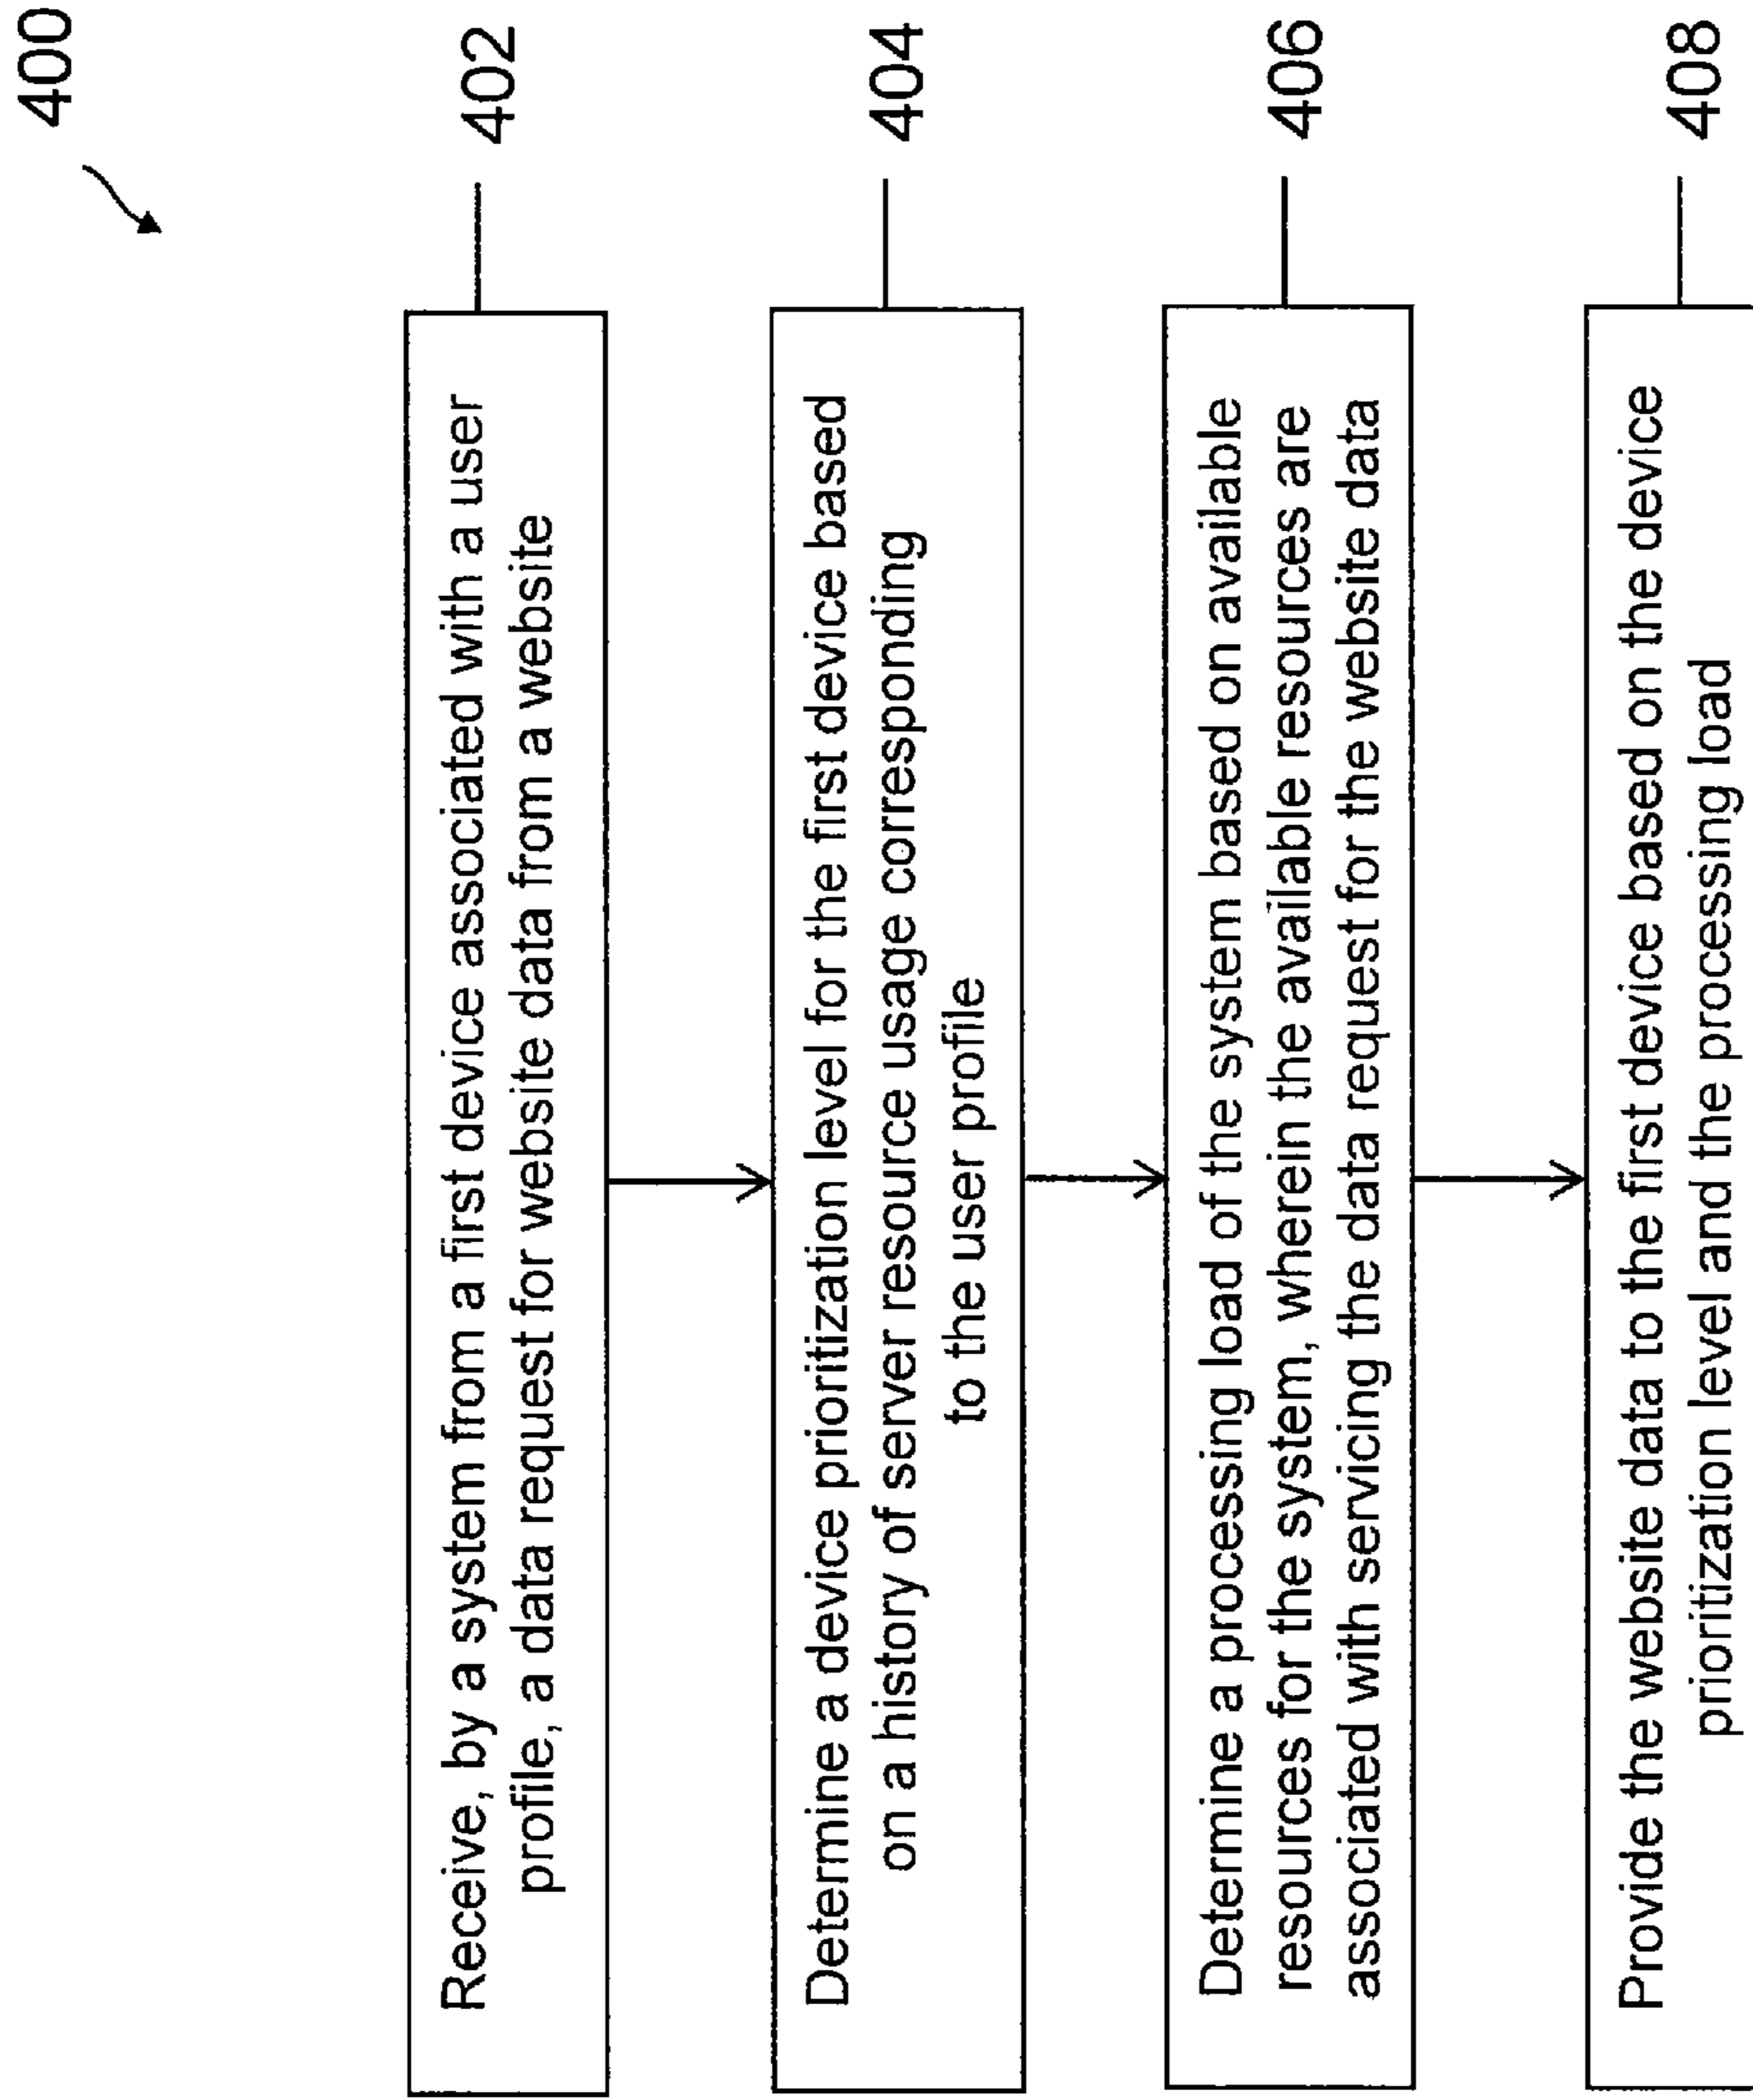 400
Receive, by a system from a first device associated with a user
profile, a data request for website data from a website
402
Determine a device prioritization level for the first device based
on a history of server resource usage corresponding
to the user profile
404
Determine a processing load of the system based on available
resources for the system, wherein the available resources are
associated with servicing the data request for the website data
406
Provide the website data to the first device based on the device
prioritization level and the processing load
408